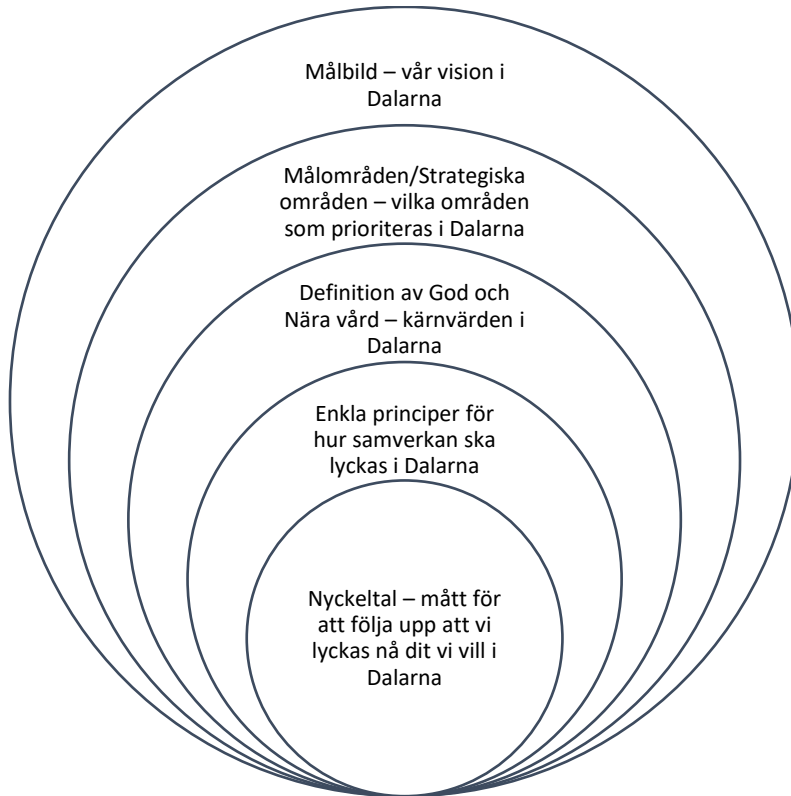 Målbild – vår vision i
Dalarna
Målområden/Strategiska
områden – vilka områden
som prioriteras i Dalarna
Definition av God och
Nära vård – kärnvärden i
Dalarna
Enkla principer för
hur samverkan ska
lyckas i Dalarna
Nyckeltal – mått för
att följa upp att vi
lyckas nå dit vi vill i
Dalarna